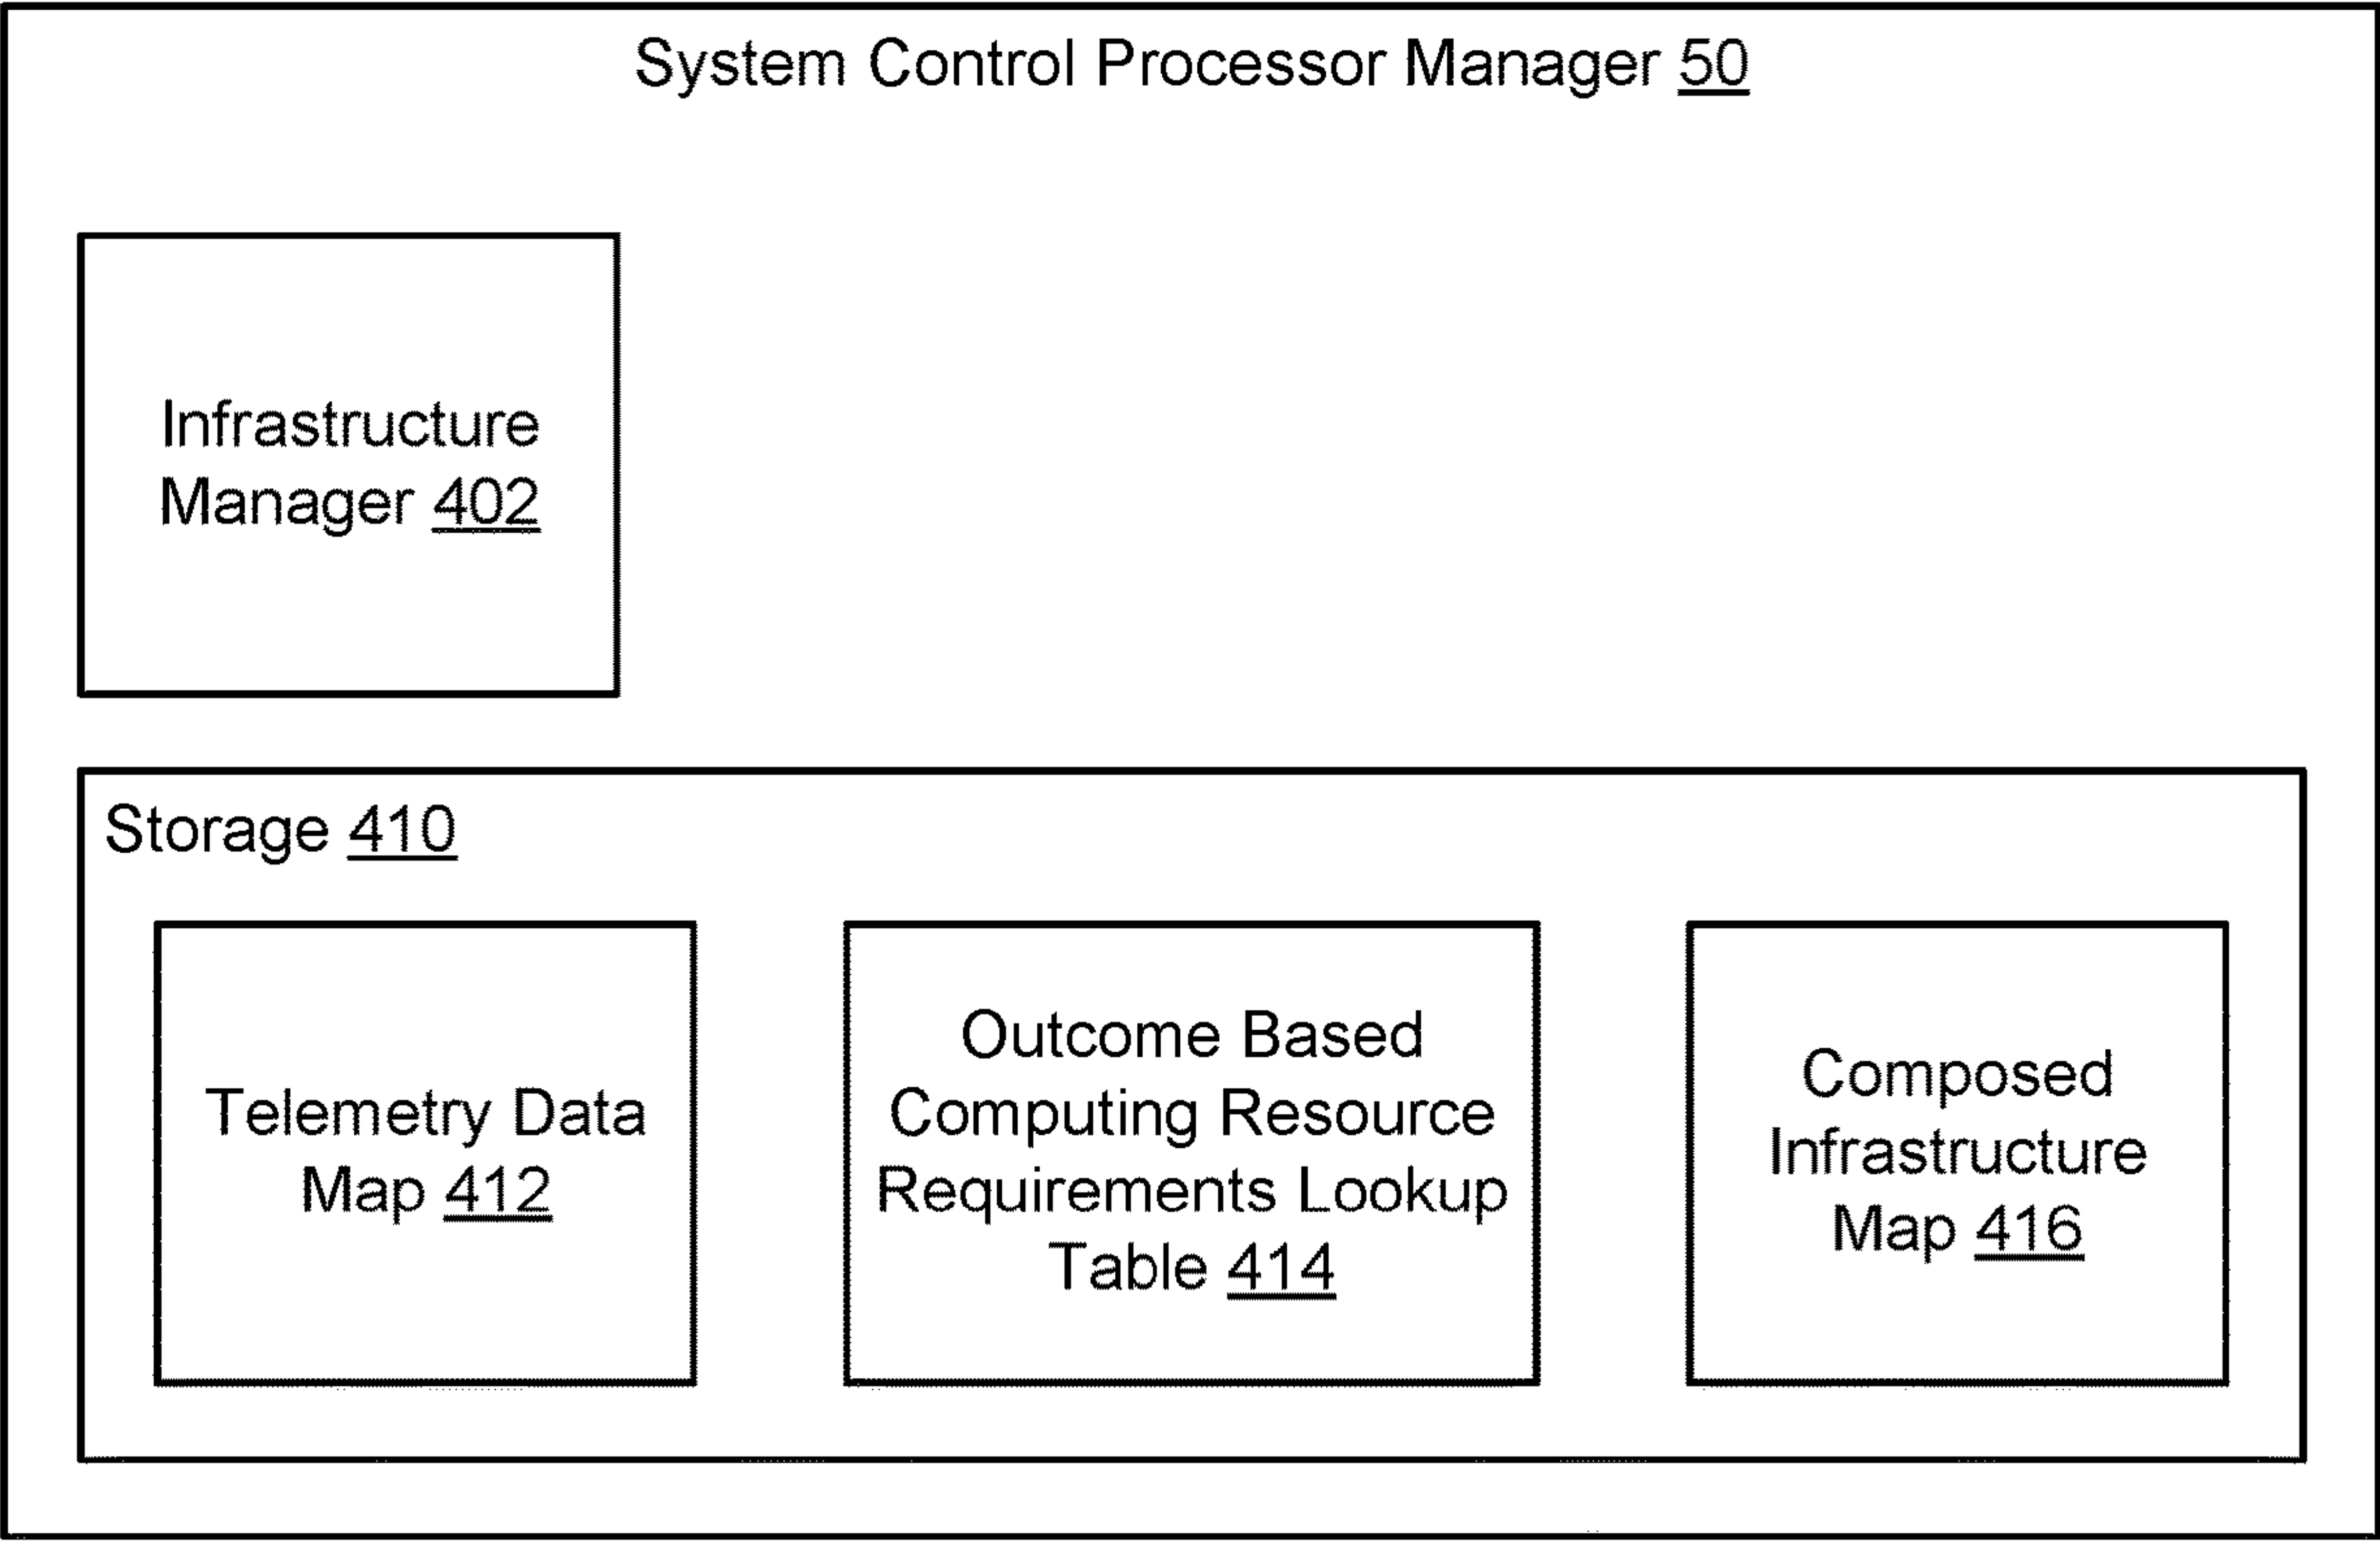 System Control Processor Manager 50
Infrastructure
Manager 402
Storage 410
Telemetry Data
Map 412
Outcome Based
Computing Resource
Requirements Lookup
Table 414
Composed
Infrastructure
Map 416